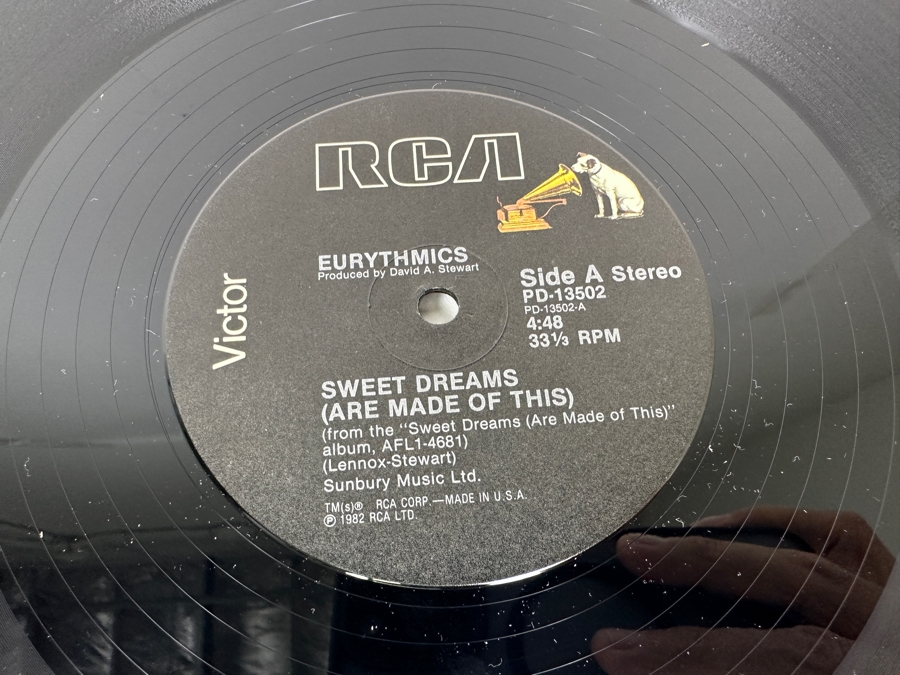 RCA
Victor
EURYTHMICS
Produced by David A. Stewart
Side A Stereo
PD-13502
PD-13502-A
4:48
33⅓ RPM
SWEET DREAMS
(ARE MADE OF THIS)
(from the "Sweet Dreams (Are Made of This)"
album, AFL1-4681)
(Lennox-Stewart)
Sunbury Music Ltd.
TM(s)® RCA CORP.—MADE IN U.S.A.
℗ 1982 RCA LTD.